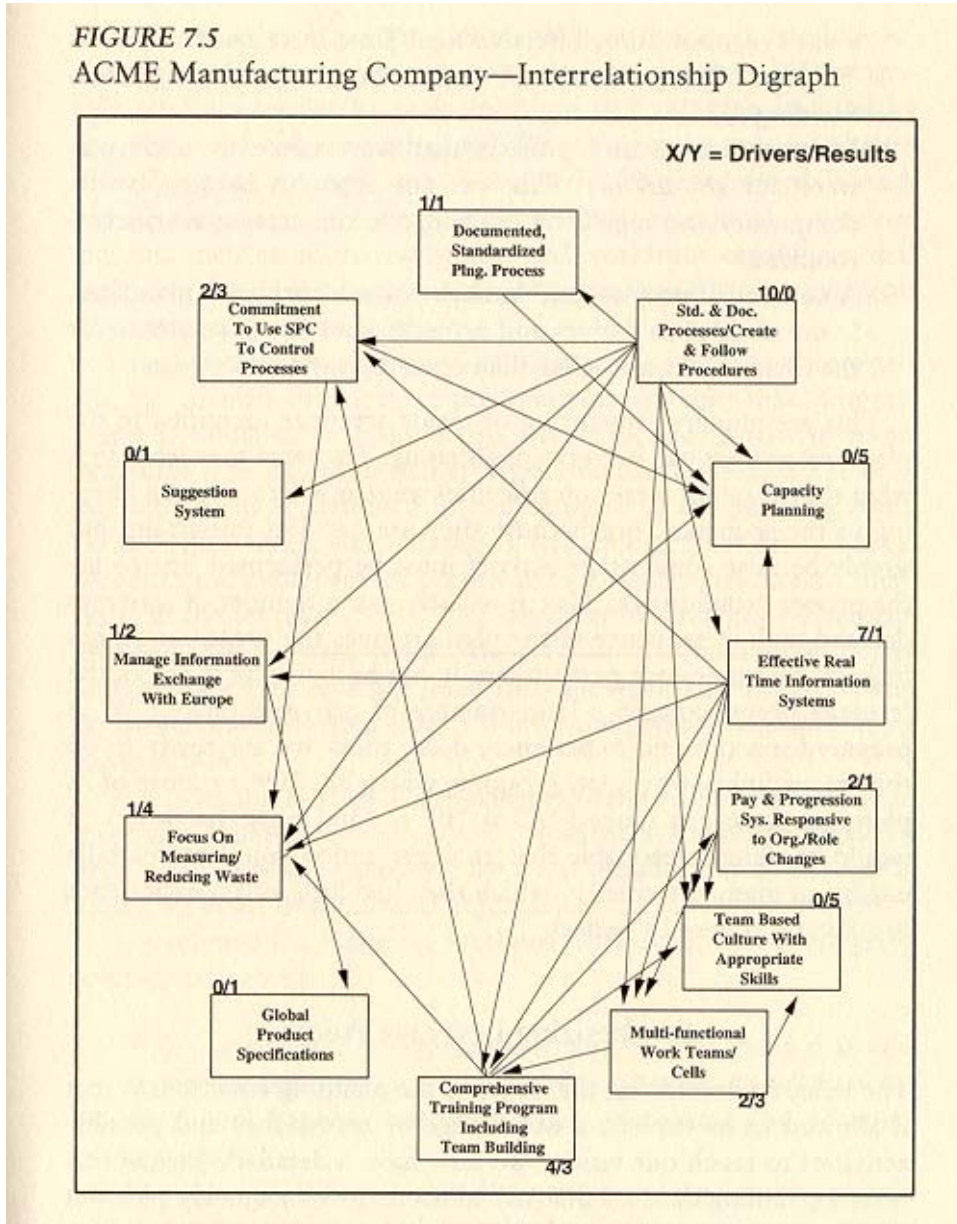 FIGURE 7.5
ACME Manufacturing Company—Interrelationship Digraph
X/Y = Drivers/Results
1/1
Documented,
Standardized
Plng. Process
2/3
Commitment
To Use SPC
To Control
Processes
10/0
Std. & Doc.
Processes/Create
& Follow
Procedures
0/1
Suggestion
System
0/5
Capacity
Planning
1/2
Manage Information
Exchange
With Europe
7/1
Effective Real
Time Information
Systems
1/4
Focus On
Measuring/
Reducing Waste
2/1
Pay & Progression
Sys. Responsive
to Org./Role
Changes
0/5
Team Based
Culture With
Appropriate
Skills
0/1
Global
Product
Specifications
Multi-functional
Work Teams/
Cells
2/3
Comprehensive
Training Program
Including
Team Building
4/3